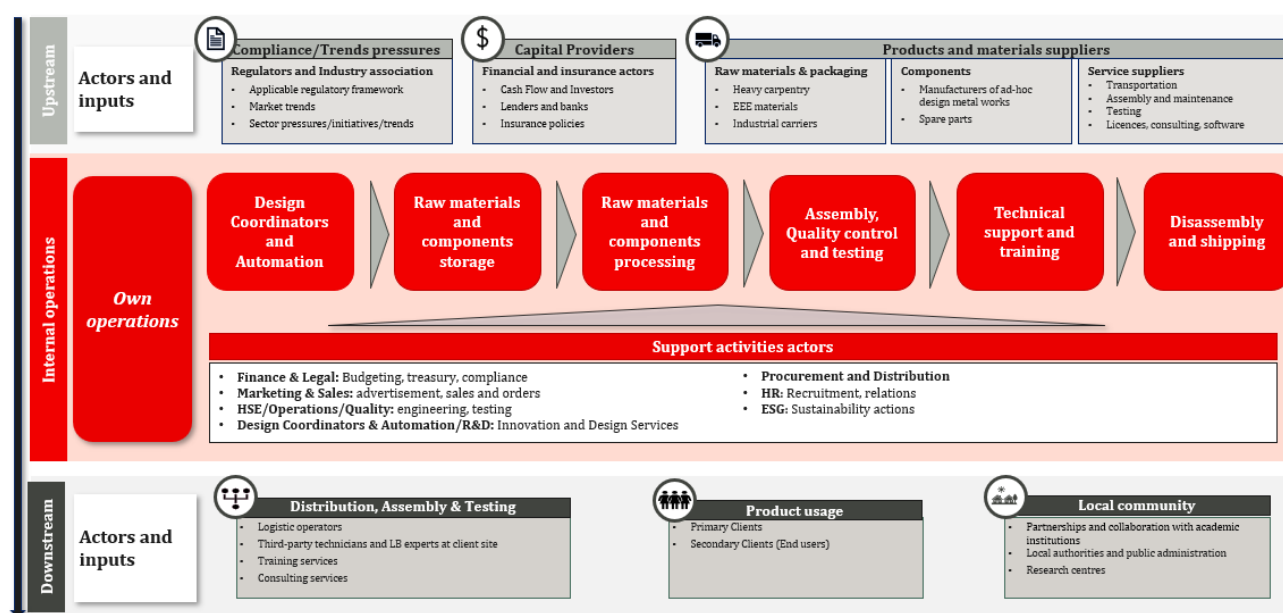 Upstream
Actors and
inputs
Compliance/Trends pressures
Regulators and Industry association
• Applicable regulatory framework
• Market trends
• Sector pressures/initiatives/trends
$
Capital Providers
Financial and insurance actors
• Cash Flow and Investors
• Lenders and banks
• Insurance policies
Products and materials suppliers
Raw materials & packaging
• Heavy carpentry
• EEE materials
• Industrial carriers
Components
• Manufacturers of ad-hoc
design metal works
• Spare parts
Service suppliers
• Transportation
• Assembly and maintenance
• Testing
• Licences, consulting, software
Internal operations
Own
operations
Design
Coordinators
and
Automation
Raw materials
and
components
storage
Raw materials
and
components
processing
Assembly,
Quality control
and testing
Technical
support and
training
Disassembly
and shipping
Support activities actors
• Finance & Legal: Budgeting, treasury, compliance
• Marketing & Sales: advertisement, sales and orders
• HSE/Operations/Quality: engineering, testing
• Design Coordinators & Automation/R&D: Innovation and Design Services
• Procurement and Distribution
• HR: Recruitment, relations
• ESG: Sustainability actions
Downstream
Actors and
inputs
Distribution, Assembly & Testing
• Logistic operators
• Third-party technicians and LB experts at client site
• Training services
• Consulting services
Product usage
• Primary Clients
• Secondary Clients (End users)
Local community
• Partnerships and collaboration with academic
institutions
• Local authorities and public administration
• Research centres